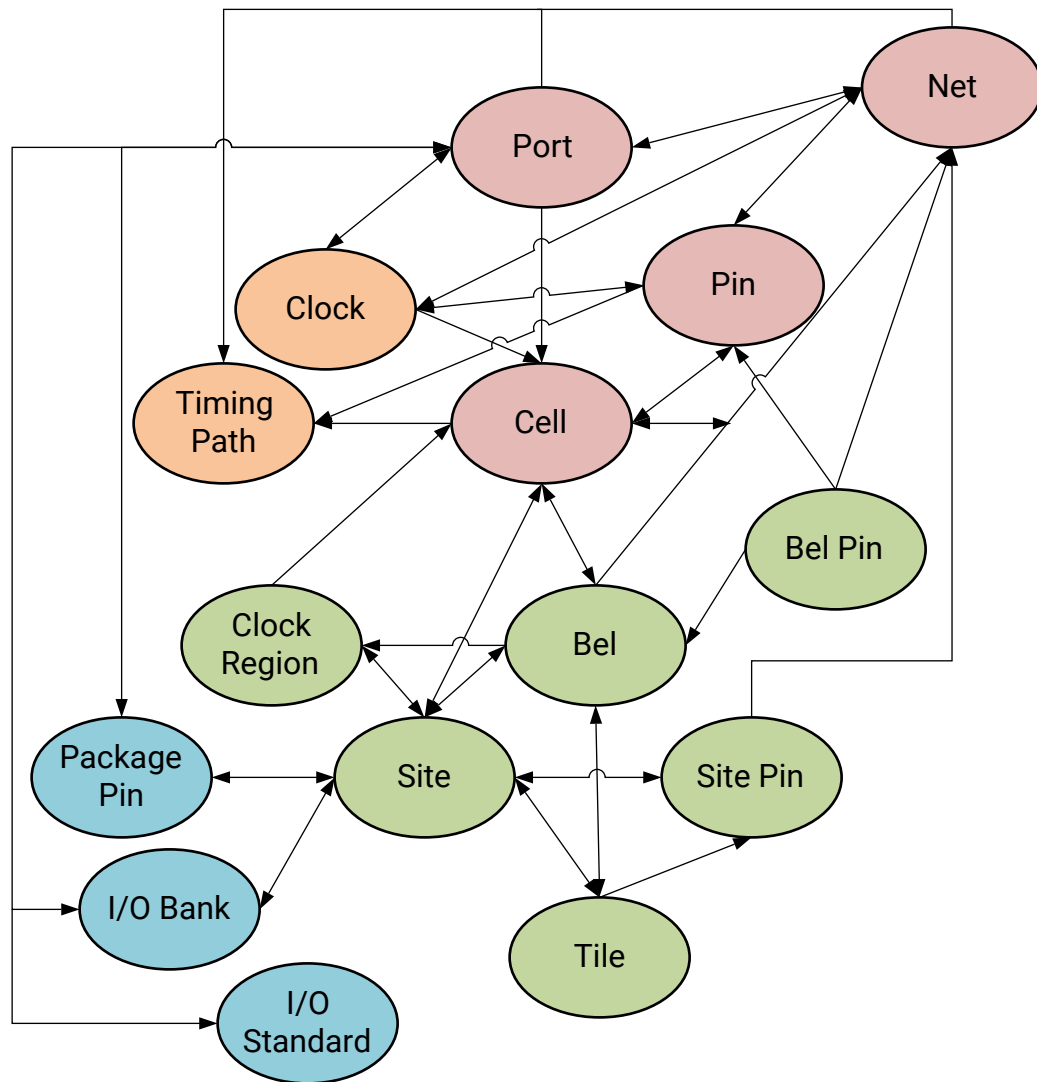 Net
Port
Pin
Clock
Timing
Path
Cell
Bel Pin
Clock
Region
Bel
Package
Pin
Site
Site Pin
I/O Bank
Tile
I/O
Standard